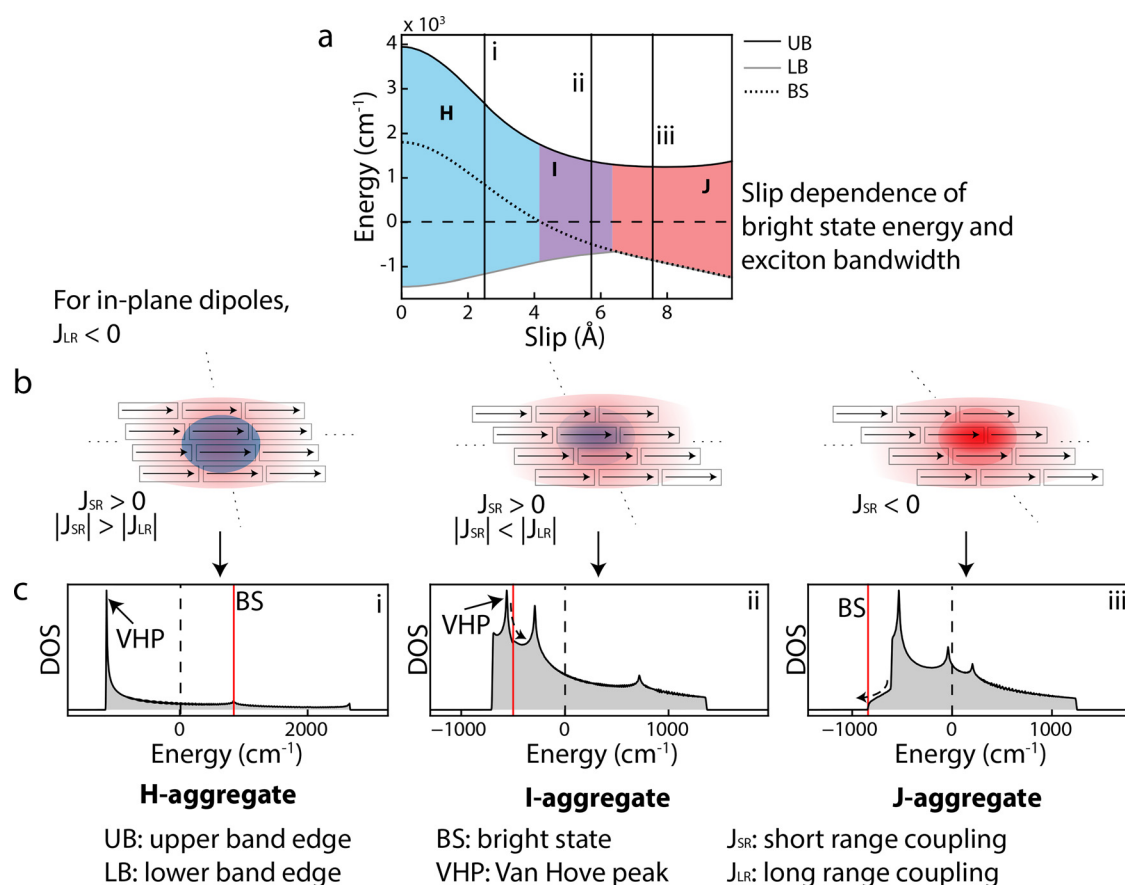 a
x 10³
4
3
2
1
0
-1
Energy (cm⁻¹)
H
I
J
i
ii
iii
0
2
4
6
8
Slip (Å)
UB
LB
BS
Slip dependence of
bright state energy and
exciton bandwidth
For in-plane dipoles,
J_LR < 0
b
J_SR > 0
|J_SR| > |J_LR|
J_SR > 0
|J_SR| < |J_LR|
J_SR < 0
c
DOS
VHP
BS
i
0
2000
Energy (cm⁻¹)
DOS
VHP
ii
−1000
0
1000
Energy (cm⁻¹)
DOS
BS
iii
−1000
0
1000
Energy (cm⁻¹)
H-aggregate
I-aggregate
J-aggregate
UB: upper band edge
BS: bright state
J_SR: short range coupling
LB: lower band edge
VHP: Van Hove peak
J_LR: long range coupling